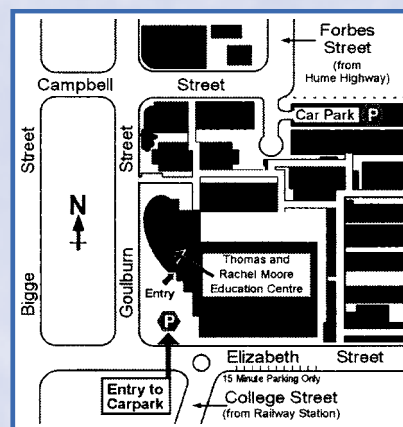 Forbes
Street
(from
Hume Highway)
Campbell Street
Car Park P
Street
Street
N
Thomas and
Rachel Moore
Education Centre
Entry
Bigge
Goulburn
P
Elizabeth Street
15 Minute Parking Only
Entry to
Carpark
College Street
(from Railway Station)